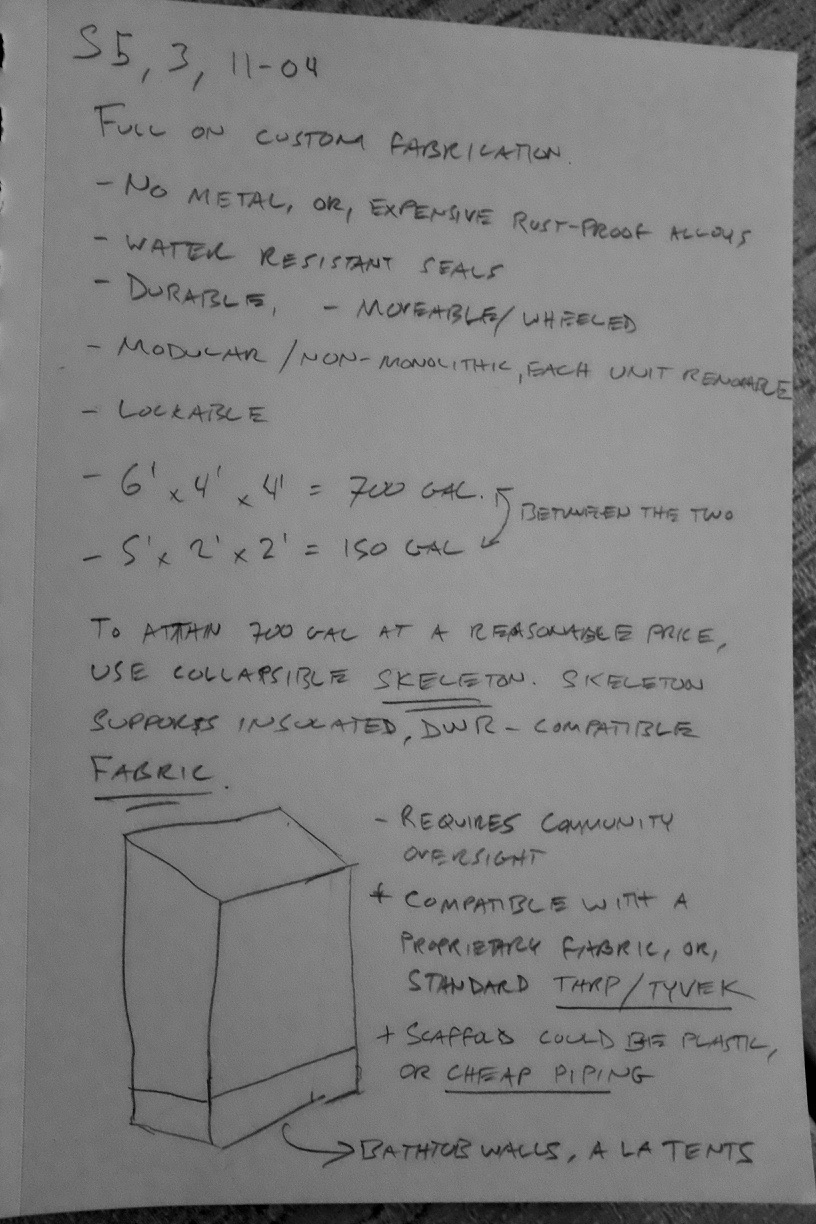 S5, 3, 11-04
FULL ON CUSTOM FABRICATION.
- NO METAL, OR, EXPENSIVE RUST-PROOF ALLOYS
- WATER RESISTANT SEALS
- DURABLE, - MOVEABLE/WHEELED
- MODULAR / NON-MONOLITHIC, EACH UNIT REMOVABLE
- LOCKABLE
- 6' x 4' x 4' = 700 GAL.
BETWEEN THE TWO
- 5' x 2' x 2' = 150 GAL
TO ATTAIN 700 GAL AT A REASONABLE PRICE,
USE COLLAPSIBLE SKELETON. SKELETON
SUPPORTS INSULATED, DWR-COMPATIBLE
FABRIC.
- REQUIRES COMMUNITY
OVERSIGHT
+ COMPATIBLE WITH A
PROPRIETARY FABRIC, OR,
STANDARD TARP/TYVEK
+ SCAFFOLD COULD BE PLASTIC,
OR CHEAP PIPING
BATHTUB WALLS, A LA TENTS